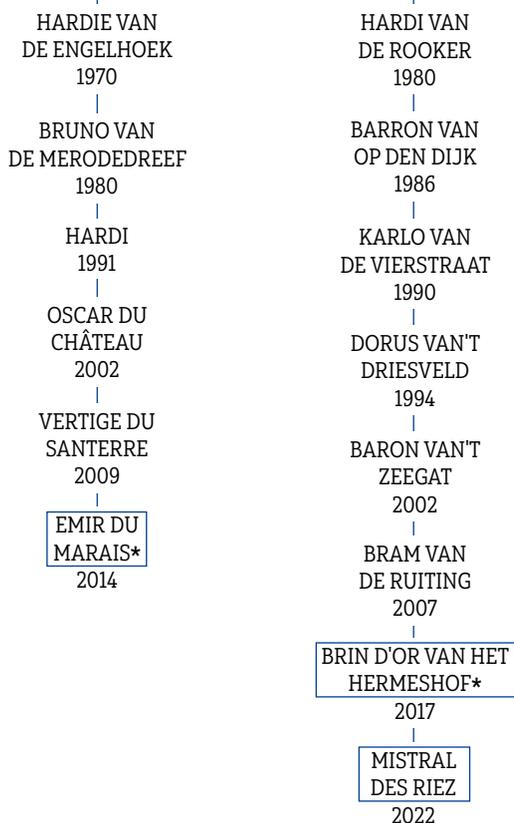 HARDIE VAN
DE ENGELHOEK
1970
BRUNO VAN
DE MERODEDREEF
1980
HARDI
1991
OSCAR DU
CHÂTEAU
2002
VERTIGE DU
SANTERRE
2009
EMIR DU
MARAIS*
2014
HARDI VAN
DE ROOKER
1980
BARRON VAN
OP DEN DIJK
1986
KARLO VAN
DE VIERSTRAAT
1990
DORUS VAN'T
DRIESVELD
1994
BARON VAN'T
ZEEGAT
2002
BRAM VAN
DE RUITING
2007
BRIN D'OR VAN HET
HERMESHOF*
2017
MISTRAL
DES RIEZ
2022